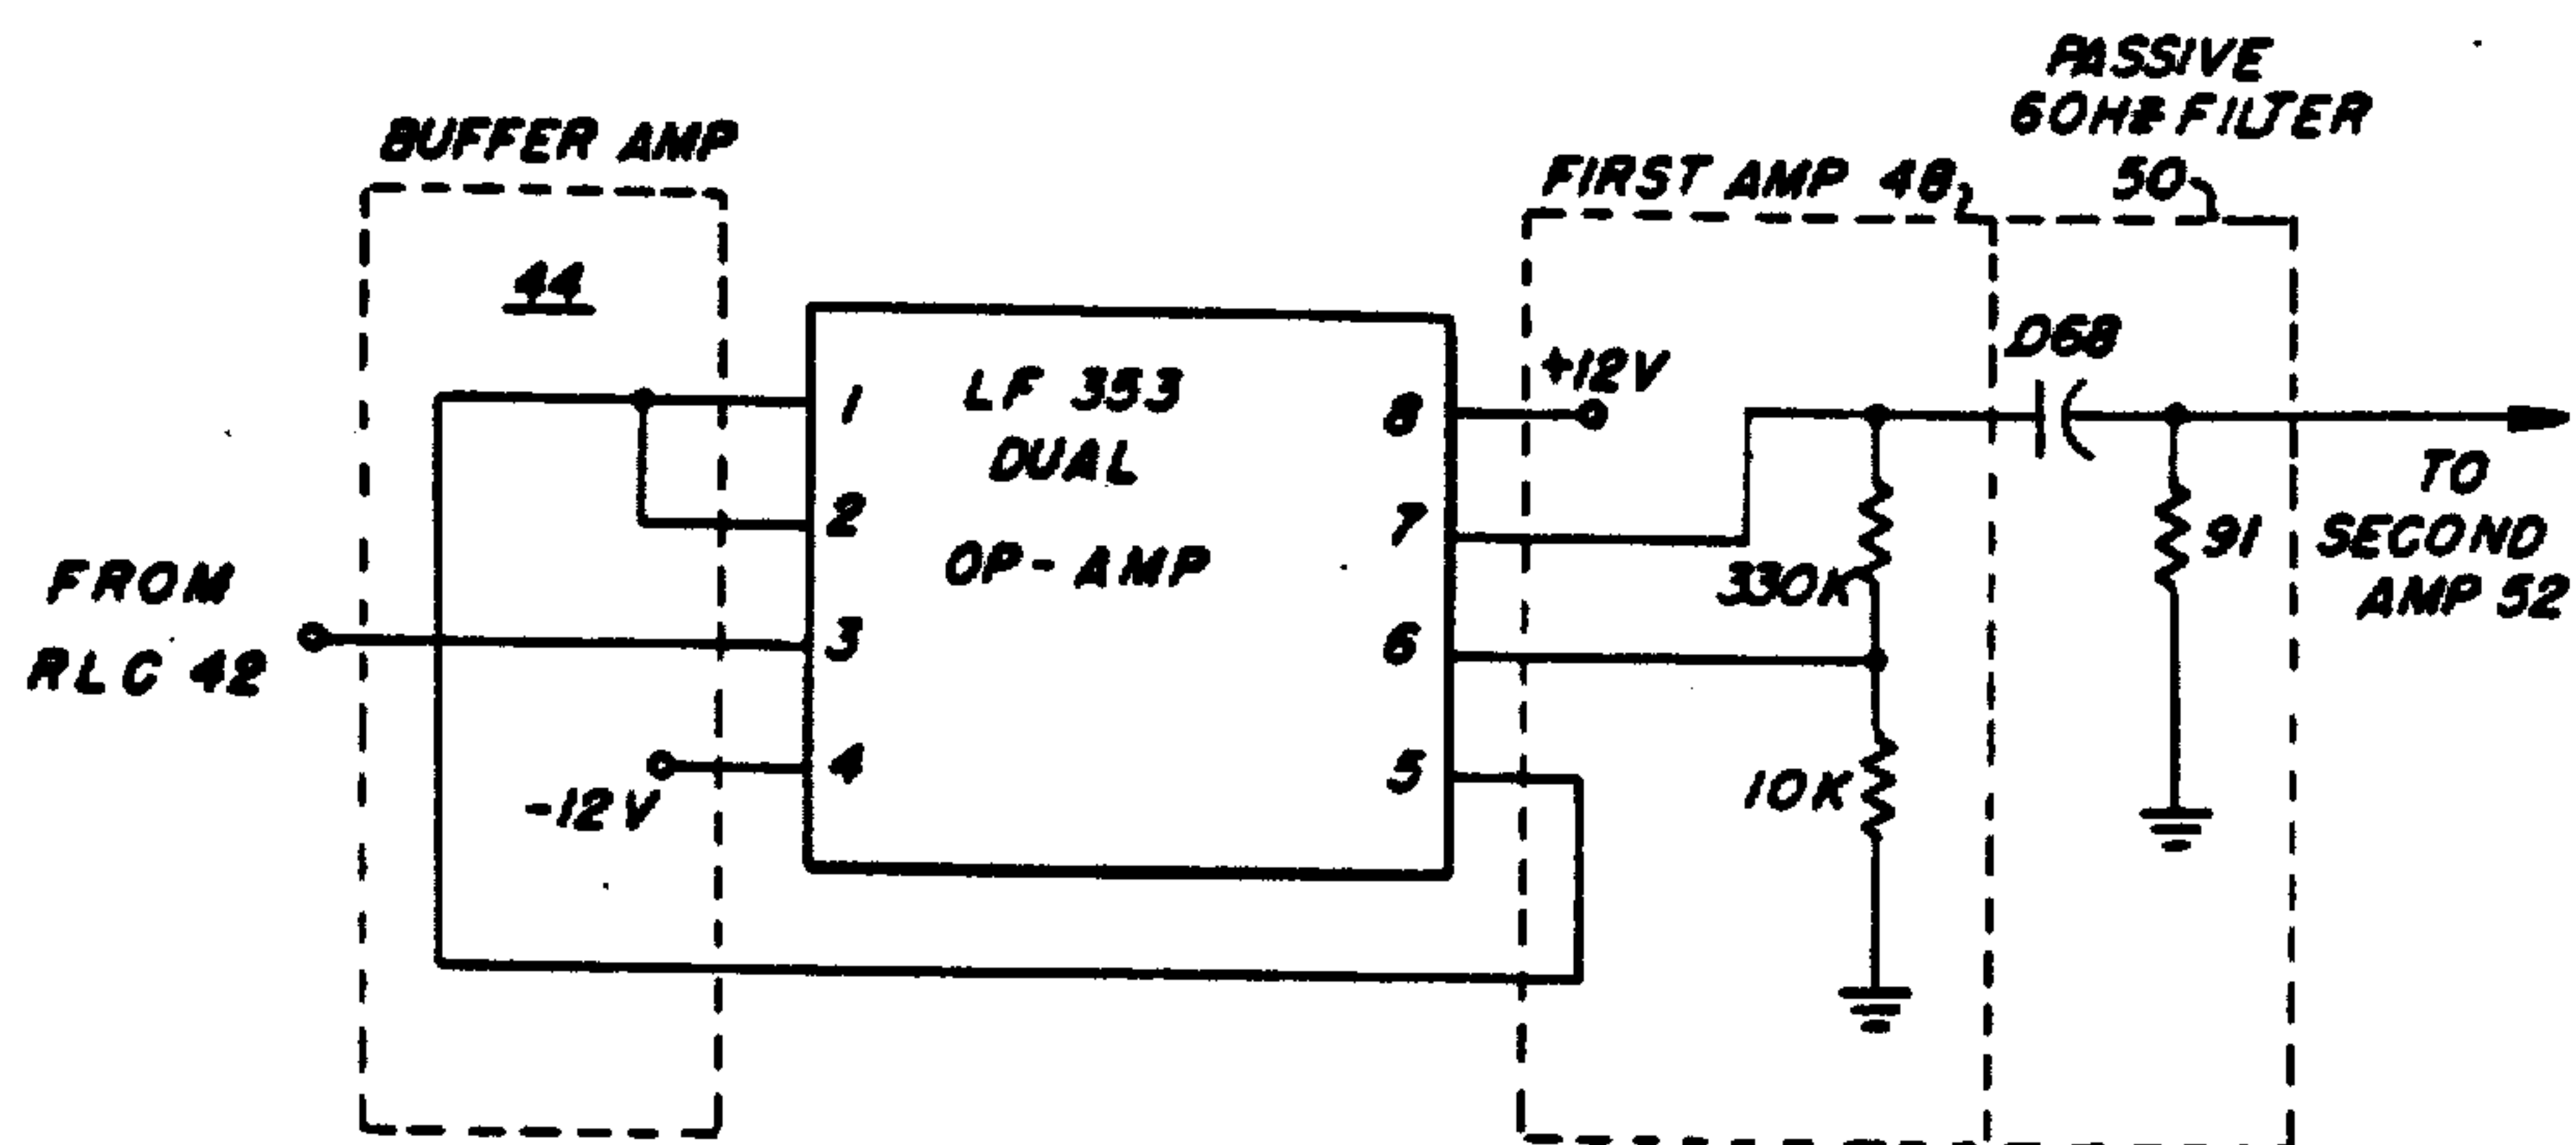 PASSIVE
60HZ FILTER
50
BUFFER AMP
FIRST AMP 48
44
LF 353
DUAL
OP-AMP
1
2
3
4
8
7
6
5
+12V
-12V
D68
330K
10K
91
FROM
RLC 42
TO
SECOND
AMP 52